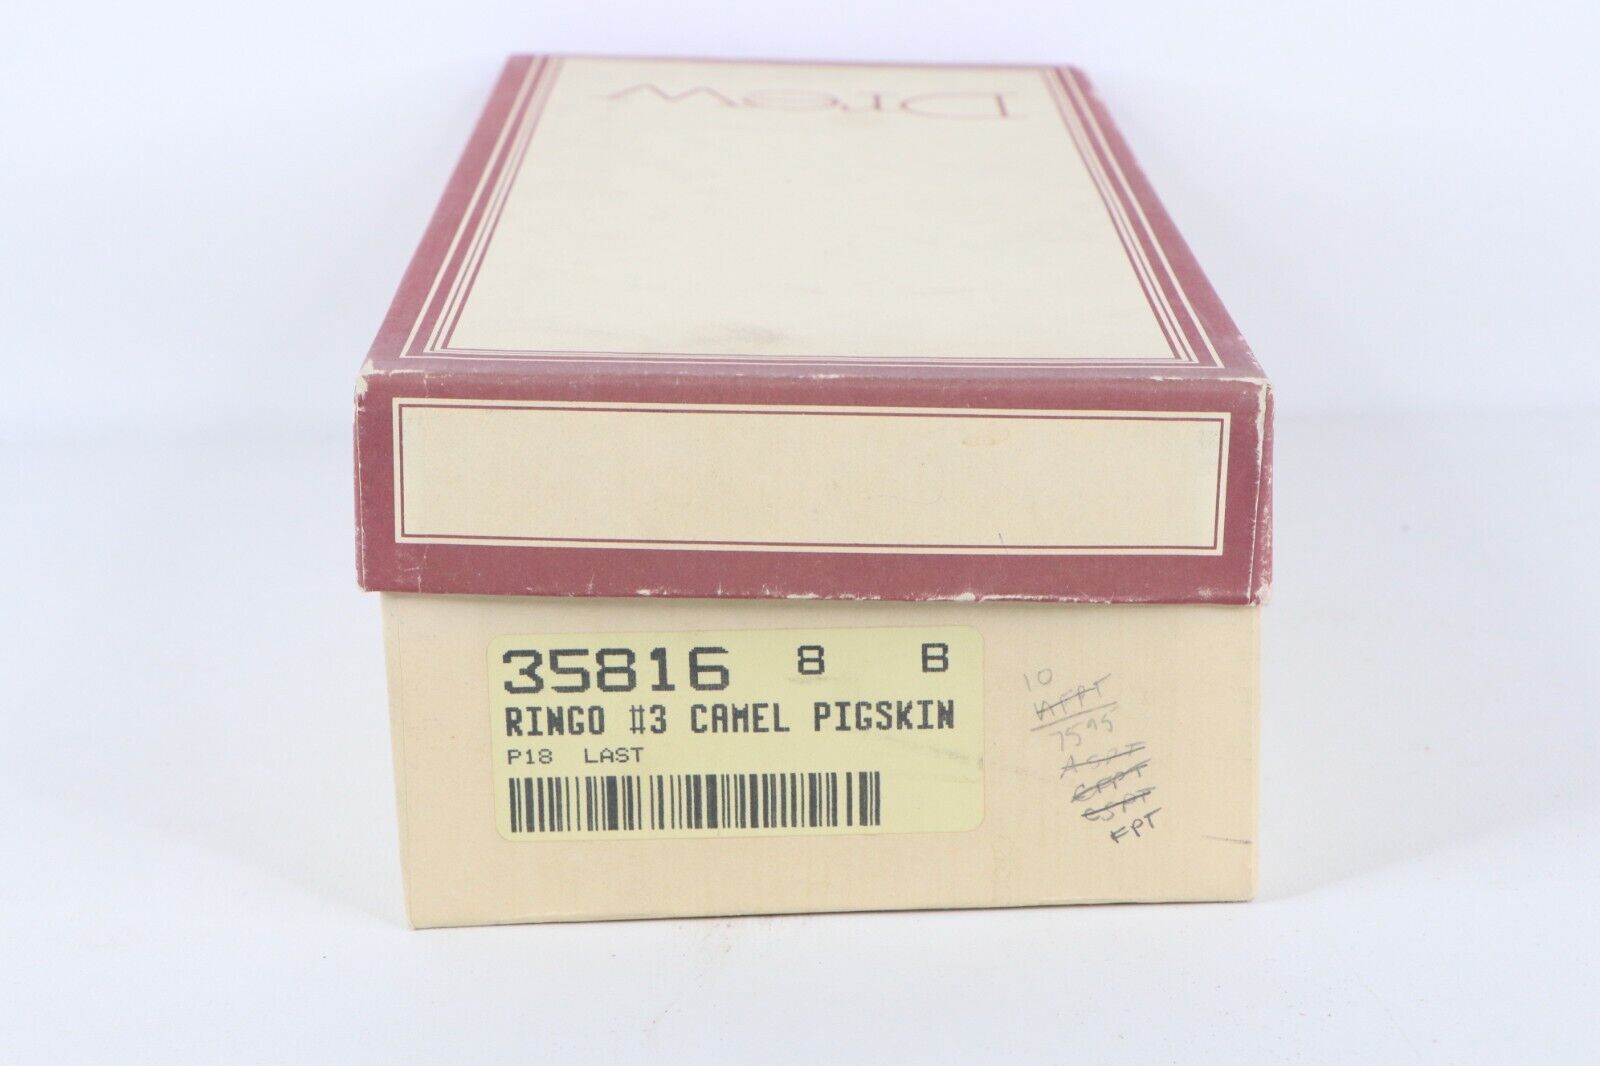 Drew
35816 8 B
RINGO #3 CAMEL PIGSKIN
P18 LAST
10
7595
FPT